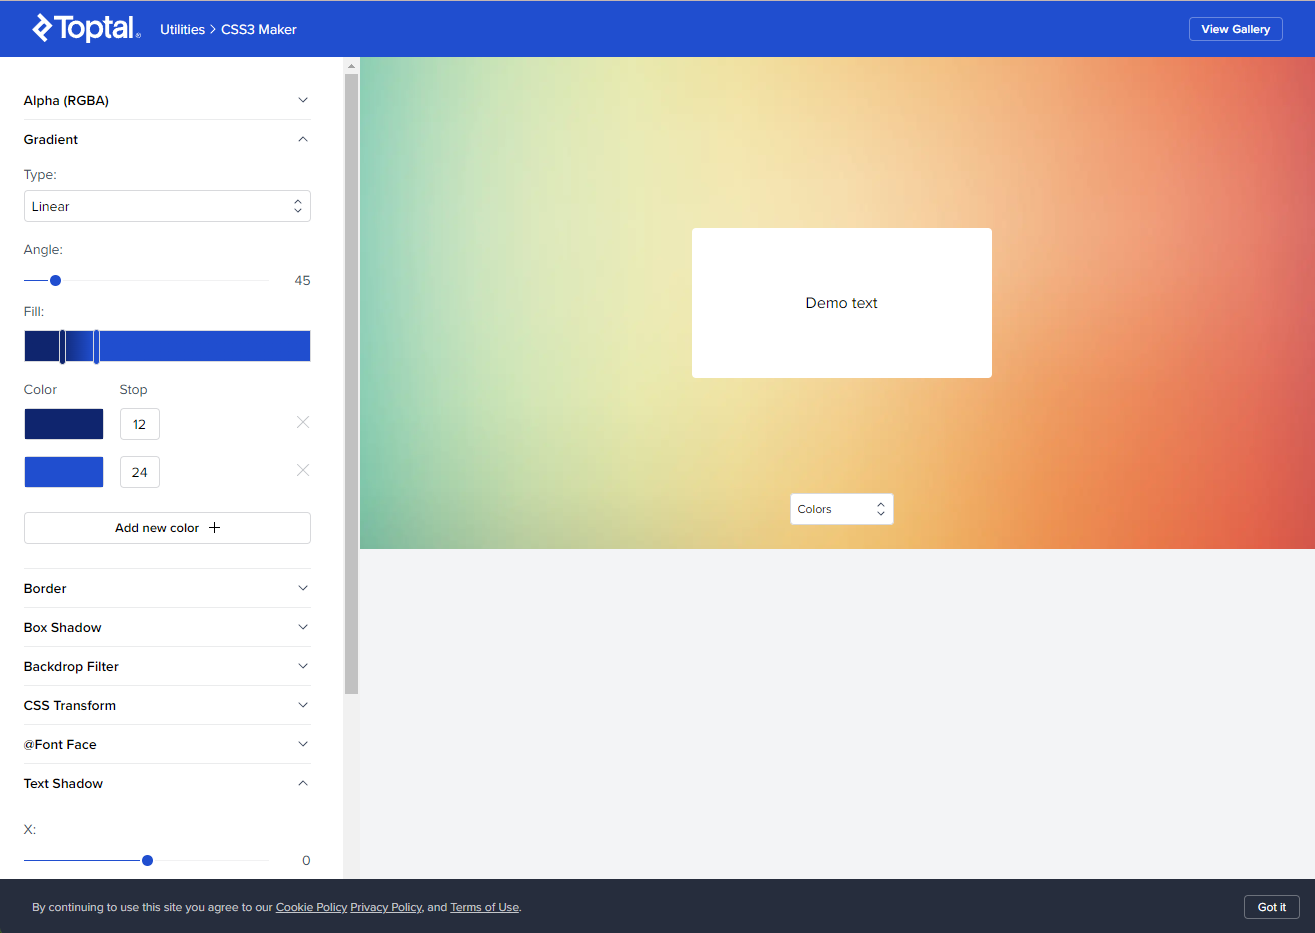 Toptal®
Utilities > CSS3 Maker
View Gallery
Alpha (RGBA)
Gradient
Type:
Linear
Angle:
45
Fill:
Color Stop
12
24
Add new color +
Border
Box Shadow
Backdrop Filter
CSS Transform
@Font Face
Text Shadow
X:
0
Demo text
Colors
By continuing to use this site you agree to our Cookie Policy Privacy Policy, and Terms of Use.
Got it